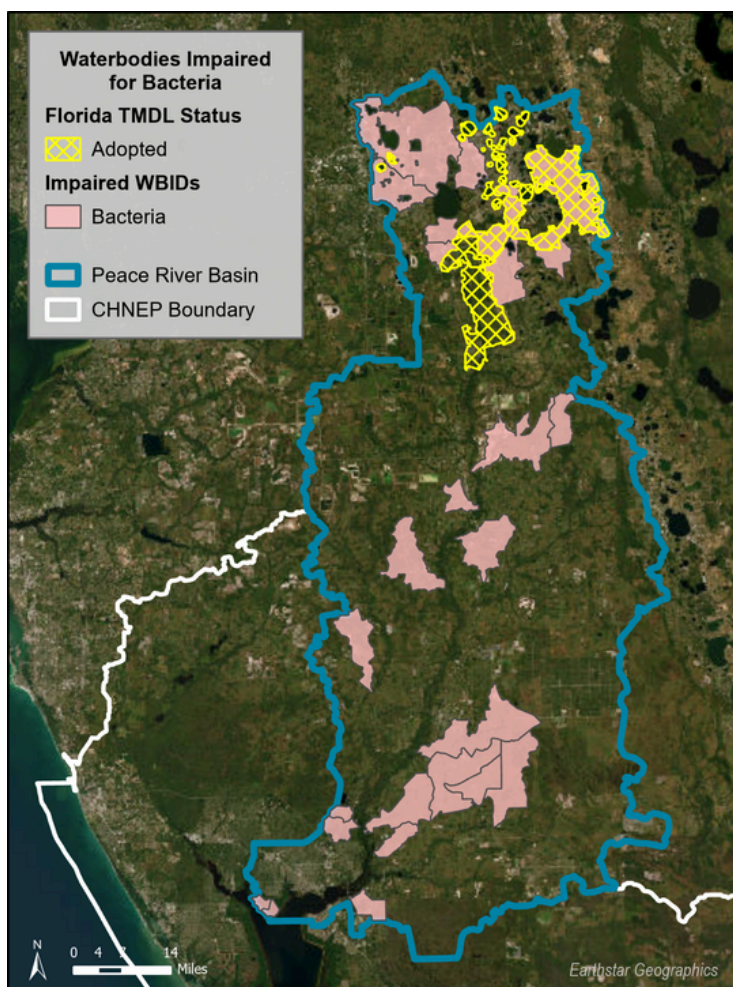 Waterbodies Impaired
for Bacteria
Florida TMDL Status
Adopted
Impaired WBIDs
Bacteria
Peace River Basin
CHNEP Boundary
N
0 4 7 14
Miles
Earthstar Geographics